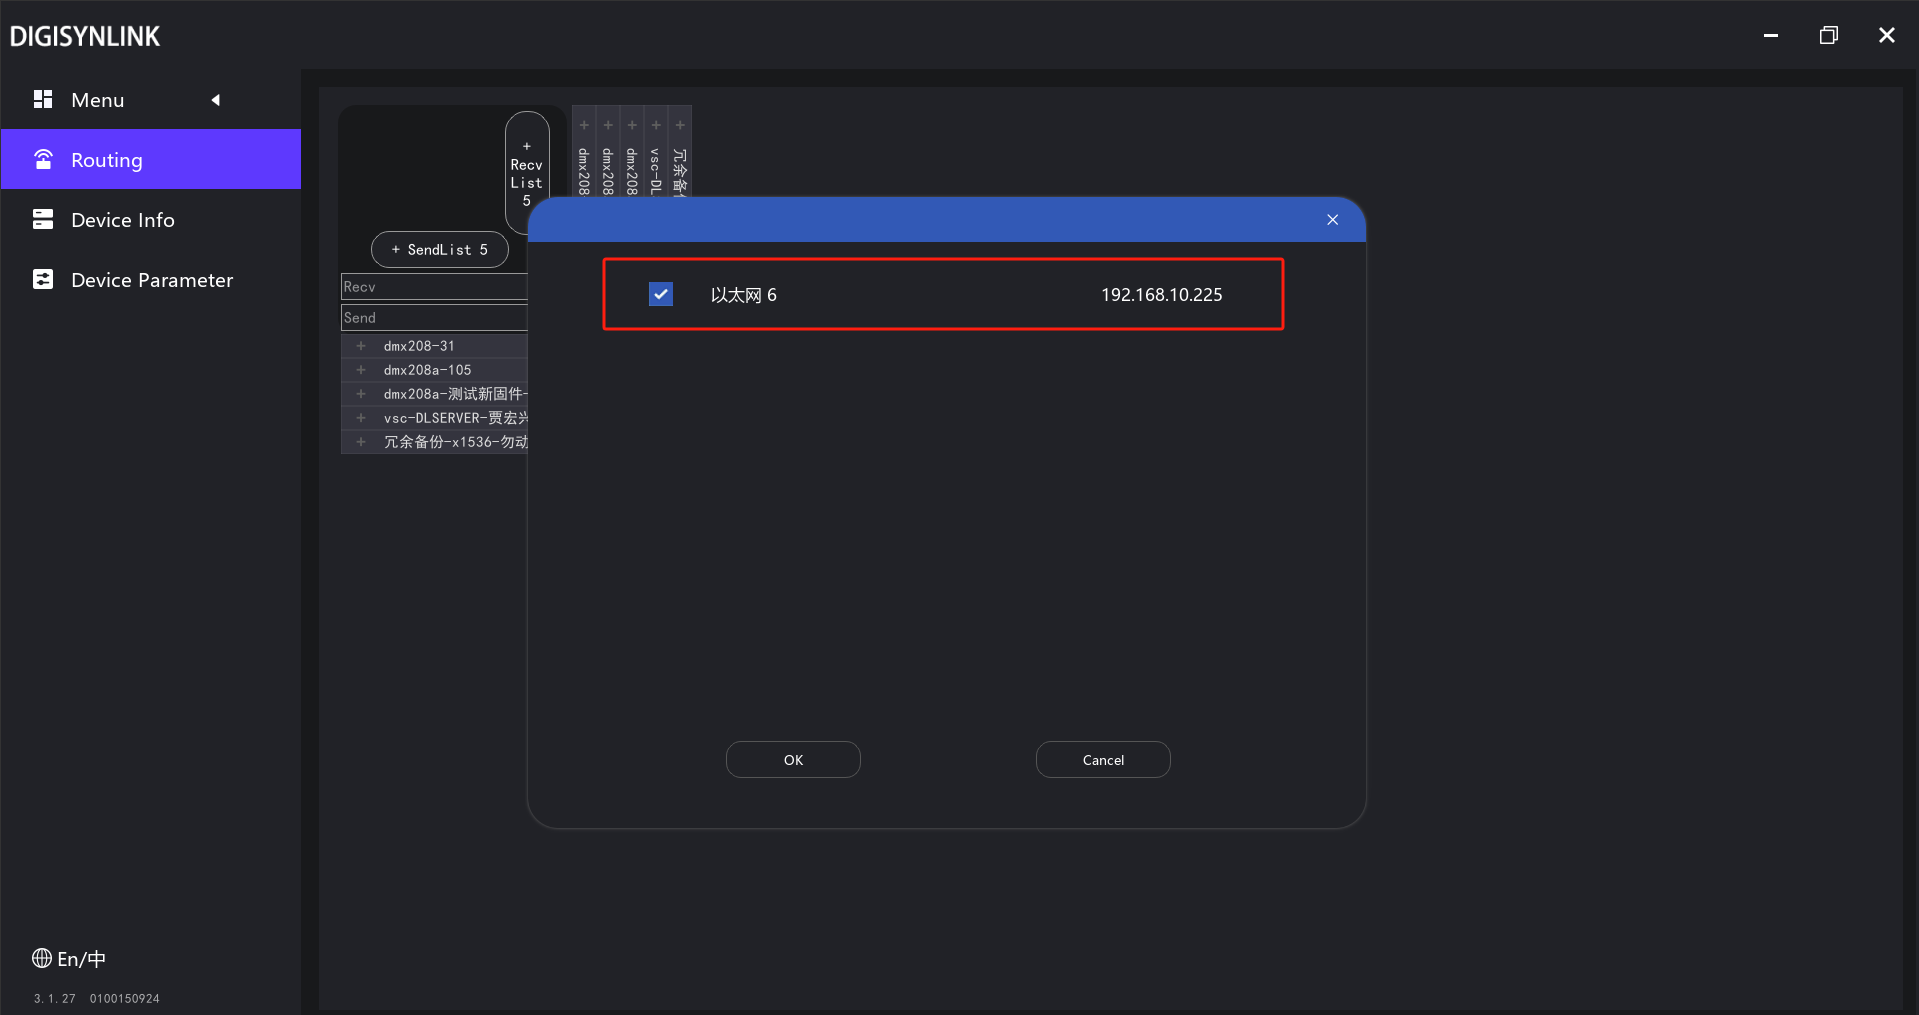 DIGISYNLINK
Menu
Routing
Device Info
Device Parameter
En/中
3.1.27 0100150924
+
Recv
List
5
+ SendList 5
Recv
Send
+ dmx208-31
+ dmx208a-105
+ dmx208a-测试新固件-
+ vsc-DLSERVER-贾宏兴
+ 冗余备份-x1536-勿动
+ dmx208
+ dmx208
+ dmx208
+ vsc-DL
+ 冗余备份
以太网 6
192.168.10.225
OK
Cancel